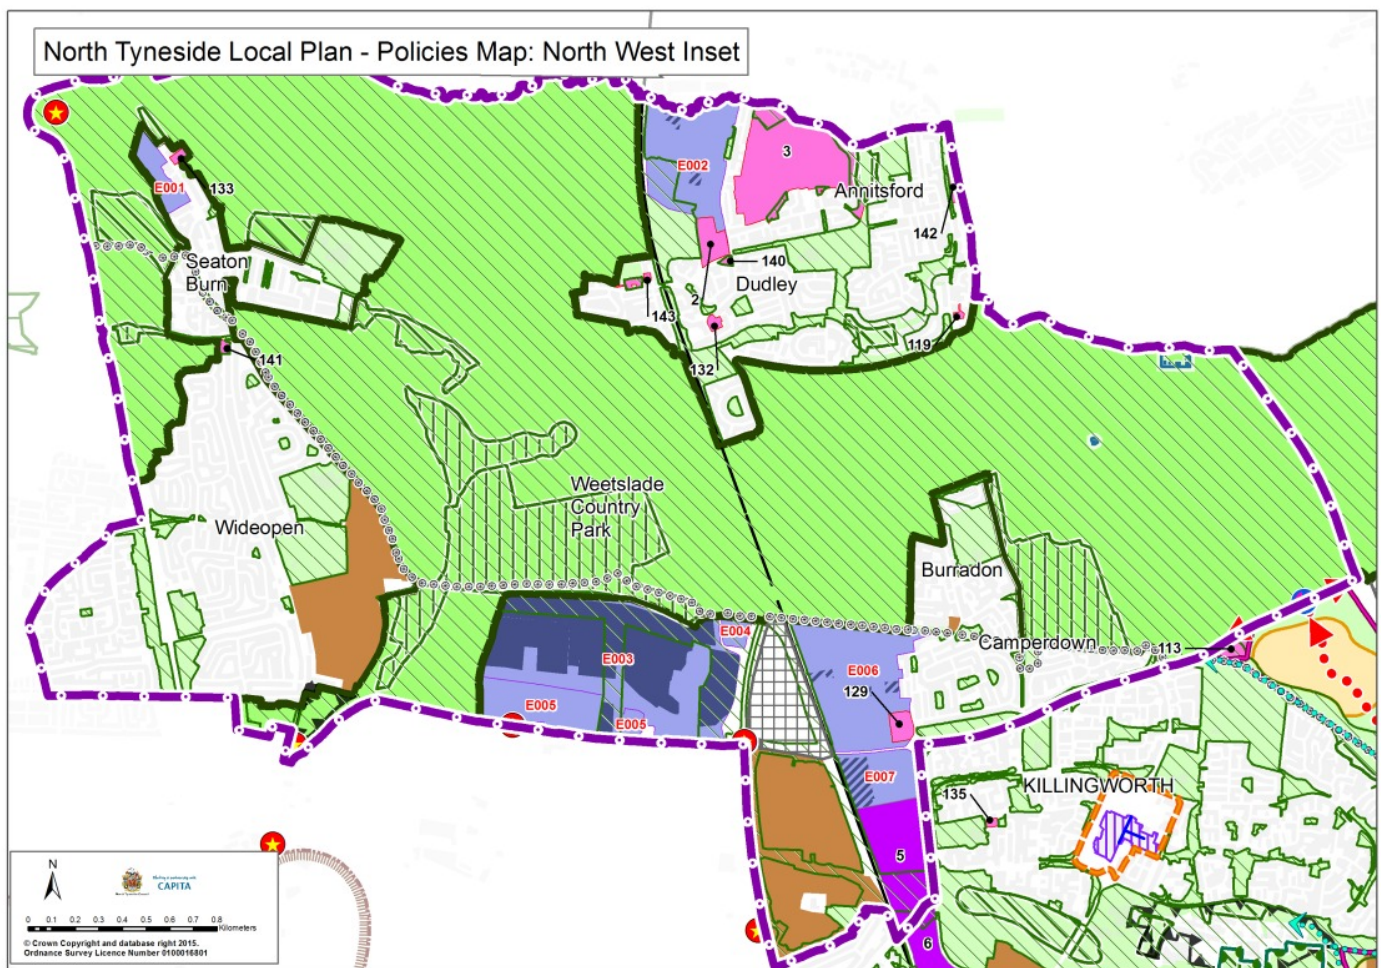 North Tyneside Local Plan - Policies Map: North West Inset
E001
133
E002
3
Annitsford
142
Seaton
Burn
140
Dudley
2
143
119
132
141
Weetslade
Country
Park
Wideopen
Burradon
E004
Camperdown
113
E003
E006
129
E005
E005
E007
KILLINGWORTH
135
5
6
N
CAPITA
0 0.1 0.2 0.3 0.4 0.5 0.6 0.7 0.8
Kilometers
© Crown Copyright and database right 2015.
Ordnance Survey Licence Number 0100016801